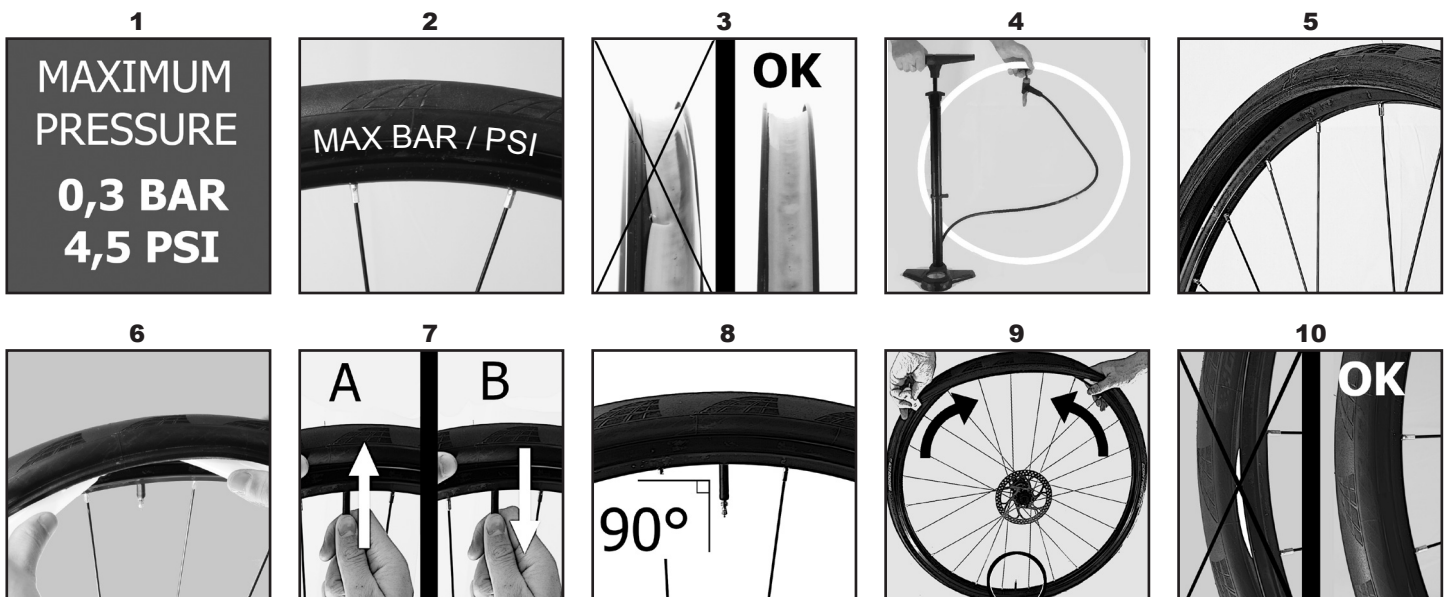 1
2
3
4
5
MAXIMUM
PRESSURE
0,3 BAR
4,5 PSI
MAX BAR / PSI
OK
6
7
8
9
10
A
B
90°
OK